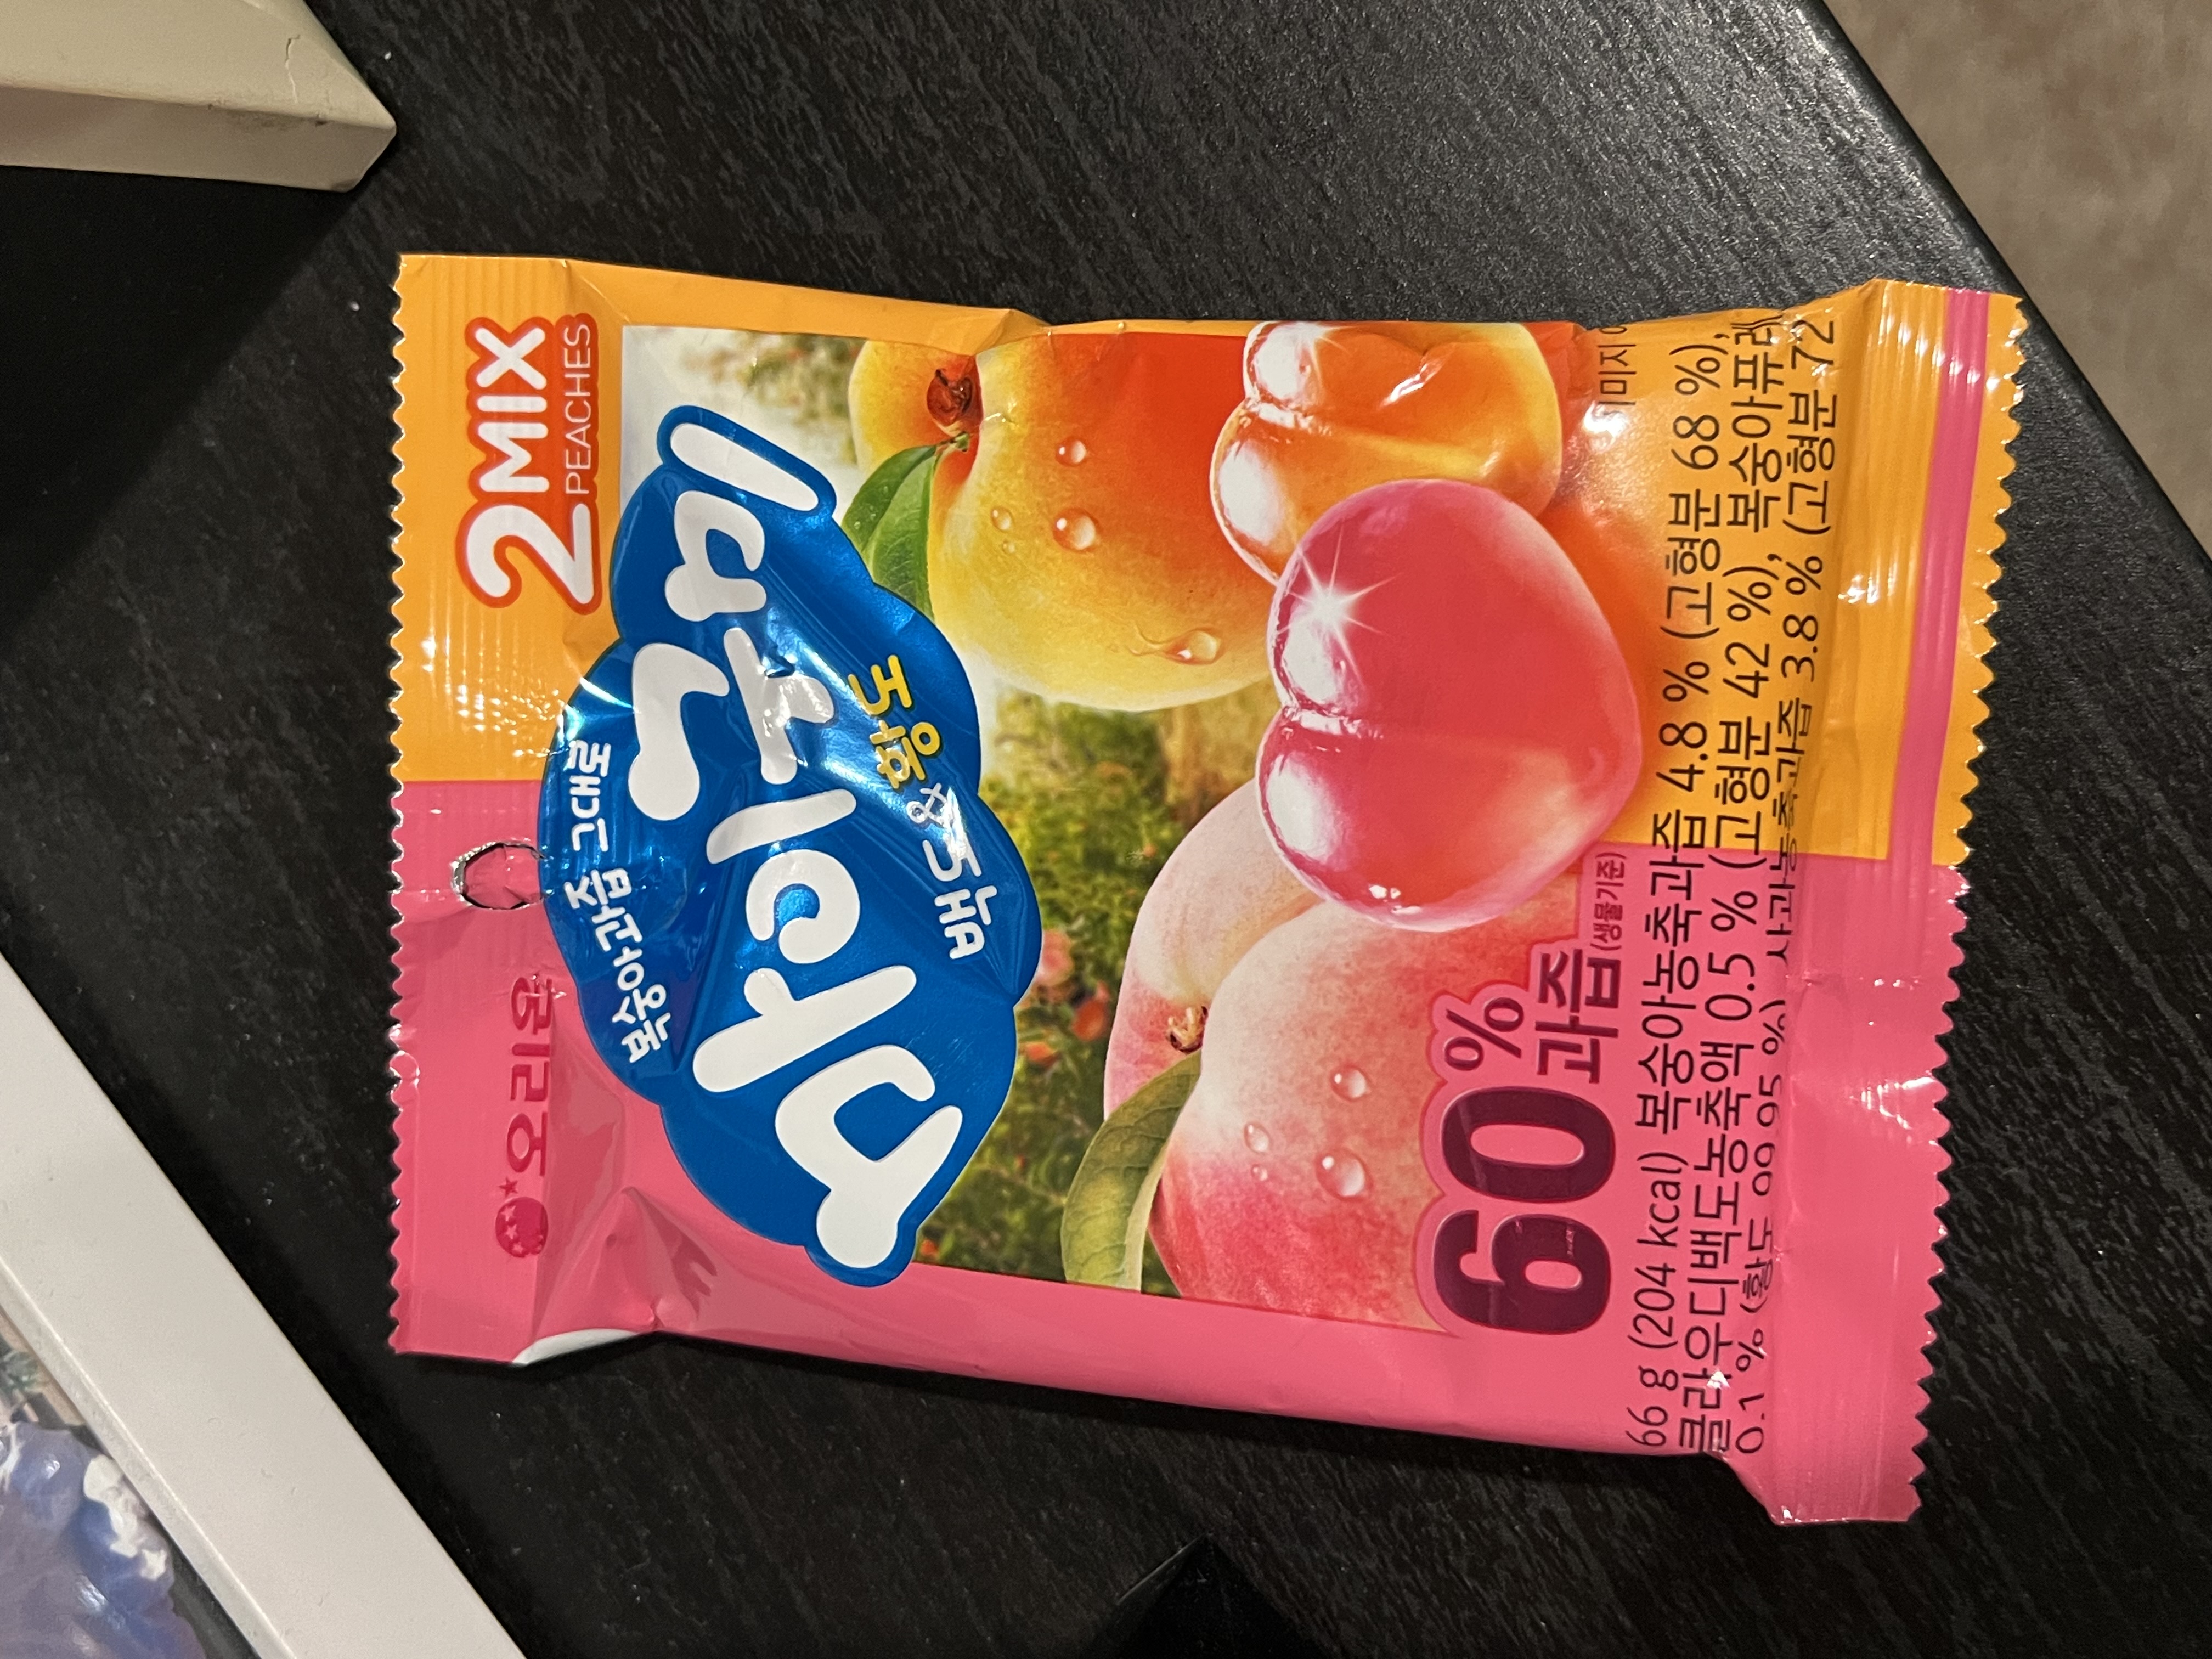 오리온
2MIX
PEACHES
복숭아과즙 그대로
마이구미
백도&황도
60%
과즙
(생물기준)
66 g (204 kcal) 복숭아농축과즙 4.8 % (고형분 68 %),
클라우디백도농축액 0.5 % (고형분 42 %), 복숭아퓨레
0.1 % (황도 99.95 %), 사과농축과즙 3.8 % (고형분 72